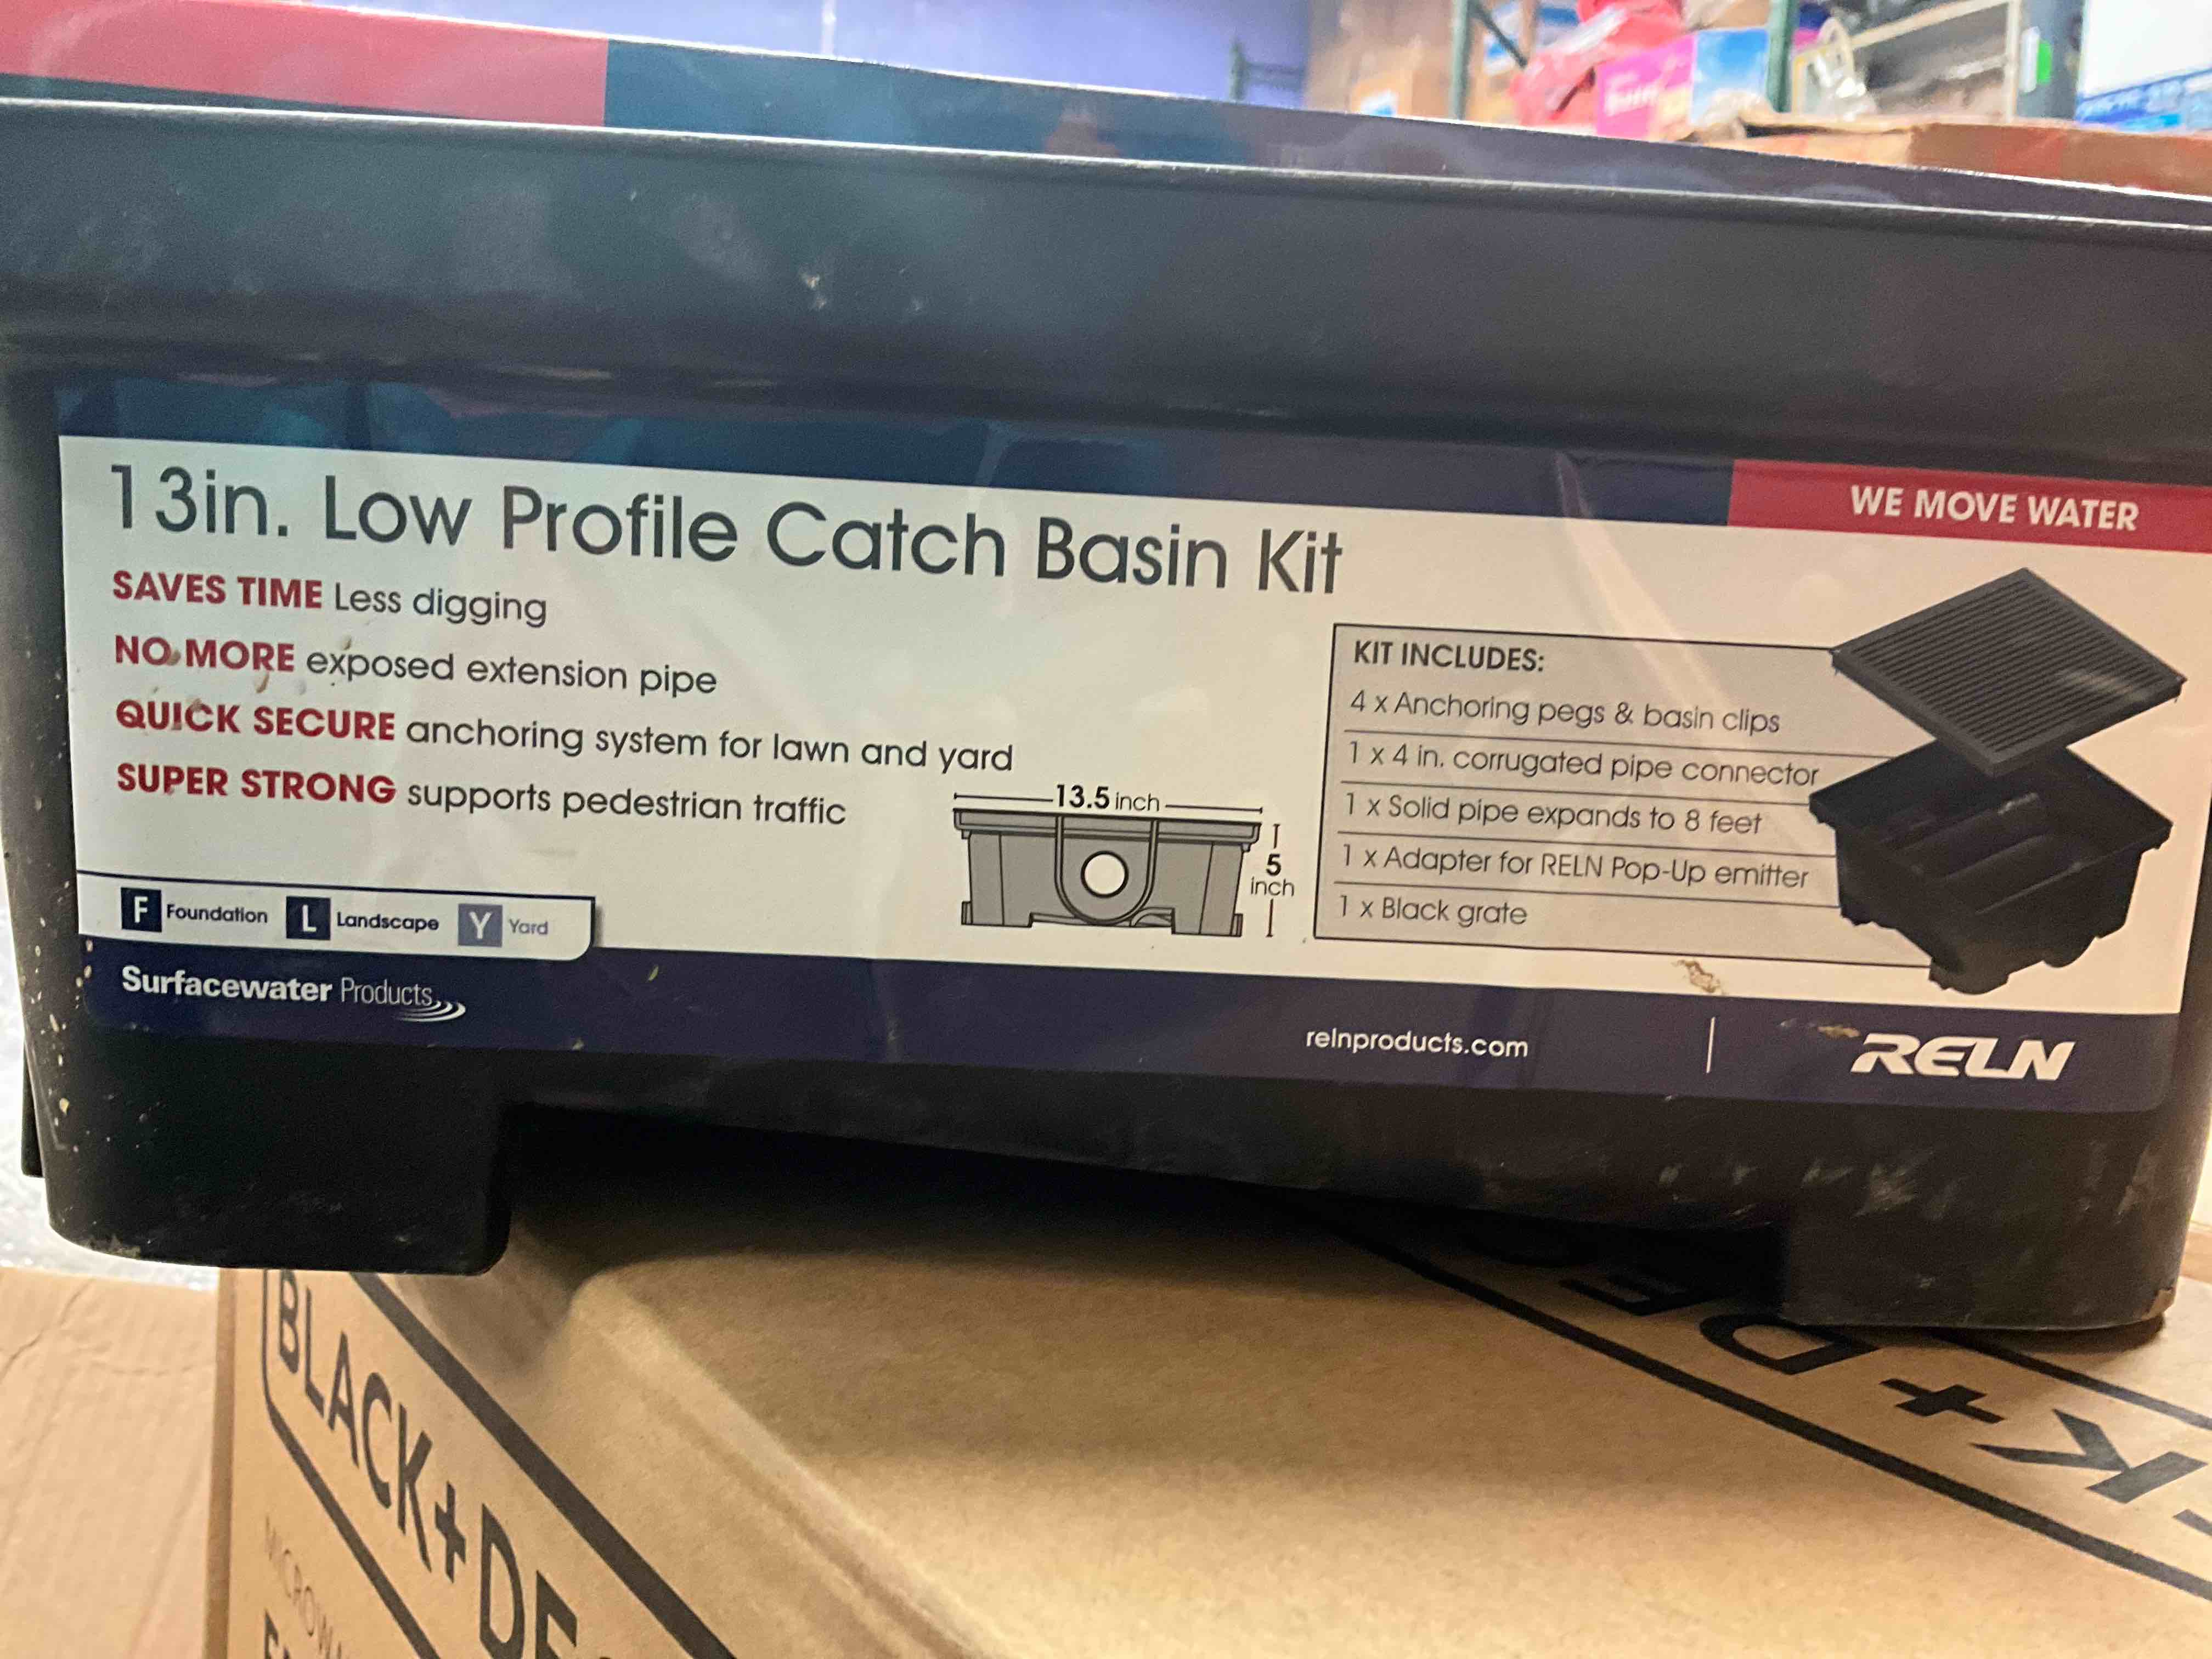 13in. Low Profile Catch Basin Kit
WE MOVE WATER
SAVES TIME Less digging
NO MORE exposed extension pipe
QUICK SECURE anchoring system for lawn and yard
SUPER STRONG supports pedestrian traffic
13.5 inch
5
inch
KIT INCLUDES:
4 x Anchoring pegs & basin clips
1 x 4 in. corrugated pipe connector
1 x Solid pipe expands to 8 feet
1 x Adapter for RELN Pop-Up emitter
1 x Black grate
F Foundation L Landscape Y Yard
Surfacewater Products
relnproducts.com
RELN
BLACK+DE
K+DE
MICROW